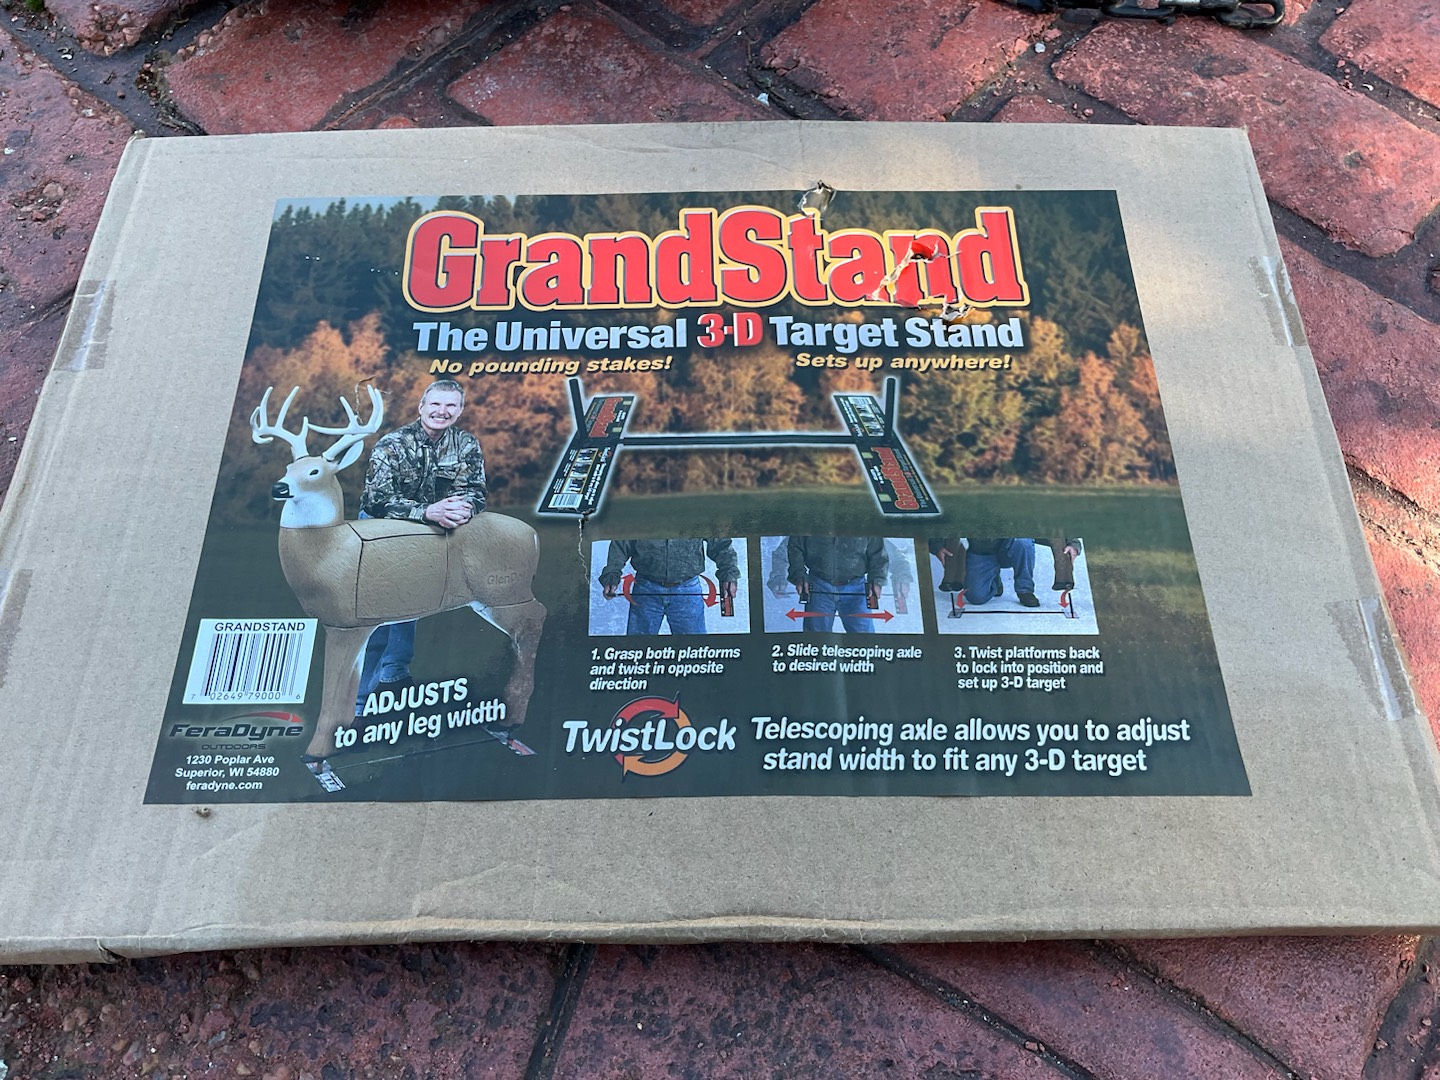 GrandStand
The Universal 3-D Target Stand
No pounding stakes!
Sets up anywhere!
GlenDel
1. Grasp both platforms
and twist in opposite
direction
2. Slide telescoping axle
to desired width
3. Twist platforms back
to lock into position and
set up 3-D target
GRANDSTAND
7 02649 79000 6
ADJUSTS
to any leg width
FeraDyne
OUTDOORS
1230 Poplar Ave
Superior, WI 54880
feradyne.com
TwistLock
Telescoping axle allows you to adjust
stand width to fit any 3-D target